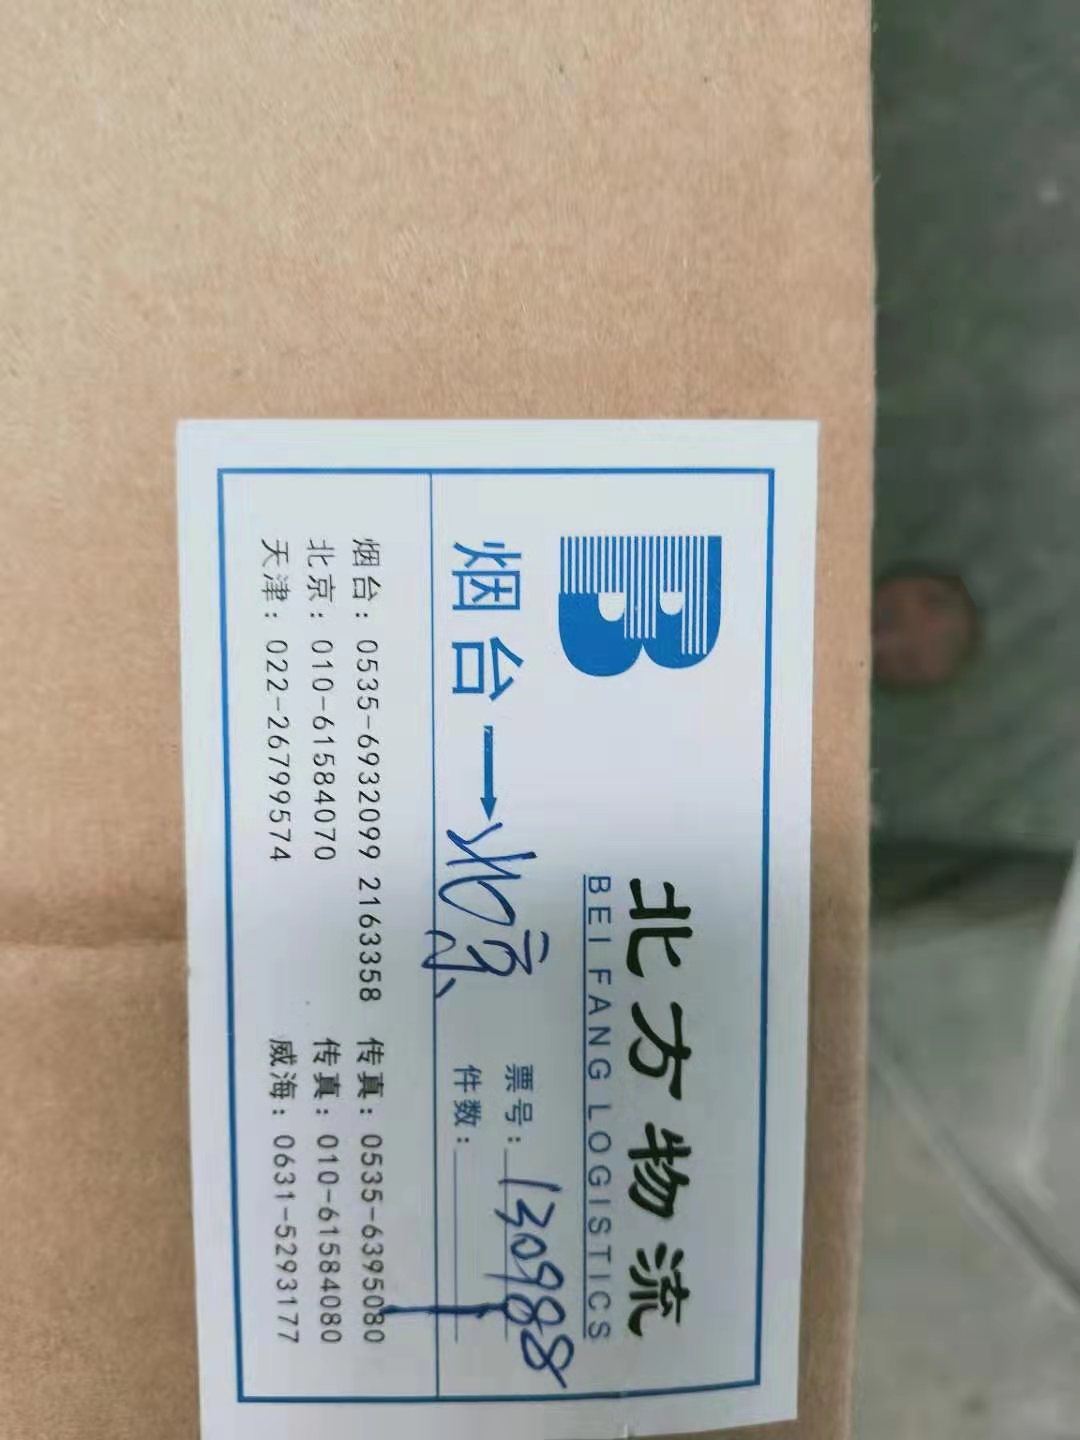 B
北方物流
BEI FANG LOGISTICS
烟台→北京
票号:130988
件数:1
烟台:0535-6932099 21633358 传真:0535-6395080
北京:010-61584070 传真:010-61584080
天津:022-26799574 威海:0631-5293177